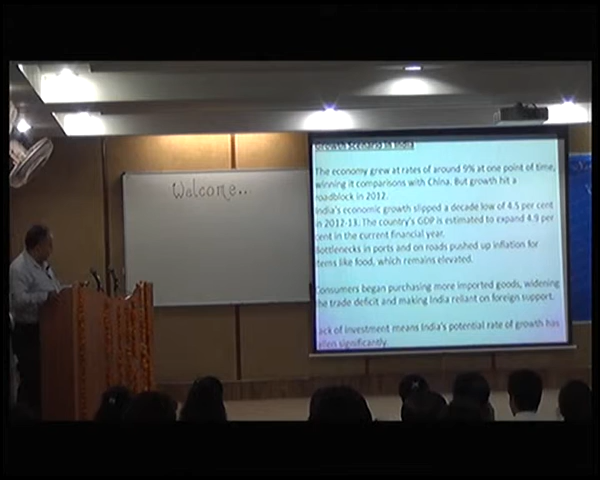 Welcome..
Growth Scenario in India
The economy grew at rates of around 9% at one point of time,
winning it comparisons with China. But growth hit a
roadblock in 2012.
India's economic growth slipped a decade low of 4.5 per cent
in 2012-13. The country's GDP is estimated to expand 4.9 per
cent in the current financial year.
Bottlenecks in ports and on roads pushed up inflation for
items like food, which remains elevated.
Consumers began purchasing more imported goods, widening
the trade deficit and making India reliant on foreign support.
Lack of investment means India's potential rate of growth has
fallen significantly